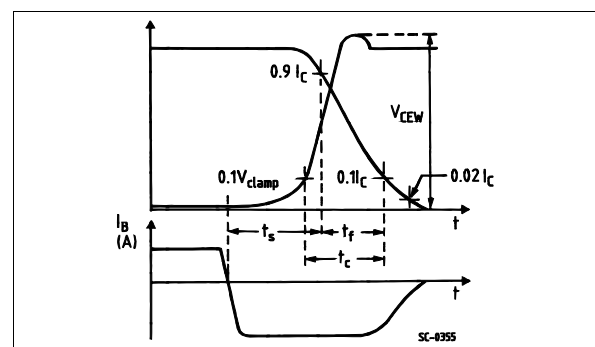 0.9 I_C
V_CEW
0.1V_clamp
0.1I_C
0.02 I_C
I_B
(A)
t
t_s
t_f
t_c
t
SC-0355